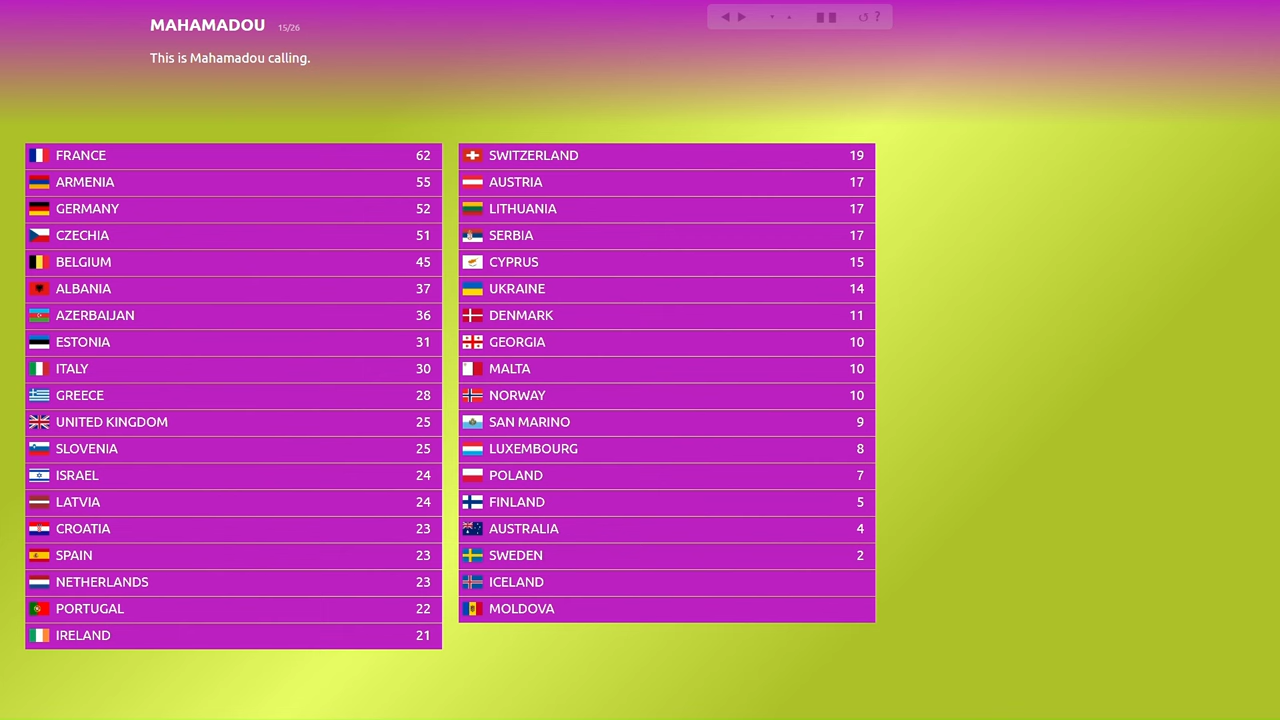 MAHAMADOU 15/26
This is Mahamadou calling.
FRANCE 62
ARMENIA 55
GERMANY 52
CZECHIA 51
BELGIUM 45
ALBANIA 37
AZERBAIJAN 36
ESTONIA 31
ITALY 30
GREECE 28
UNITED KINGDOM 25
SLOVENIA 25
ISRAEL 24
LATVIA 24
CROATIA 23
SPAIN 23
NETHERLANDS 23
PORTUGAL 22
IRELAND 21
SWITZERLAND 19
AUSTRIA 17
LITHUANIA 17
SERBIA 17
CYPRUS 15
UKRAINE 14
DENMARK 11
GEORGIA 10
MALTA 10
NORWAY 10
SAN MARINO 9
LUXEMBOURG 8
POLAND 7
FINLAND 5
AUSTRALIA 4
SWEDEN 2
ICELAND
MOLDOVA